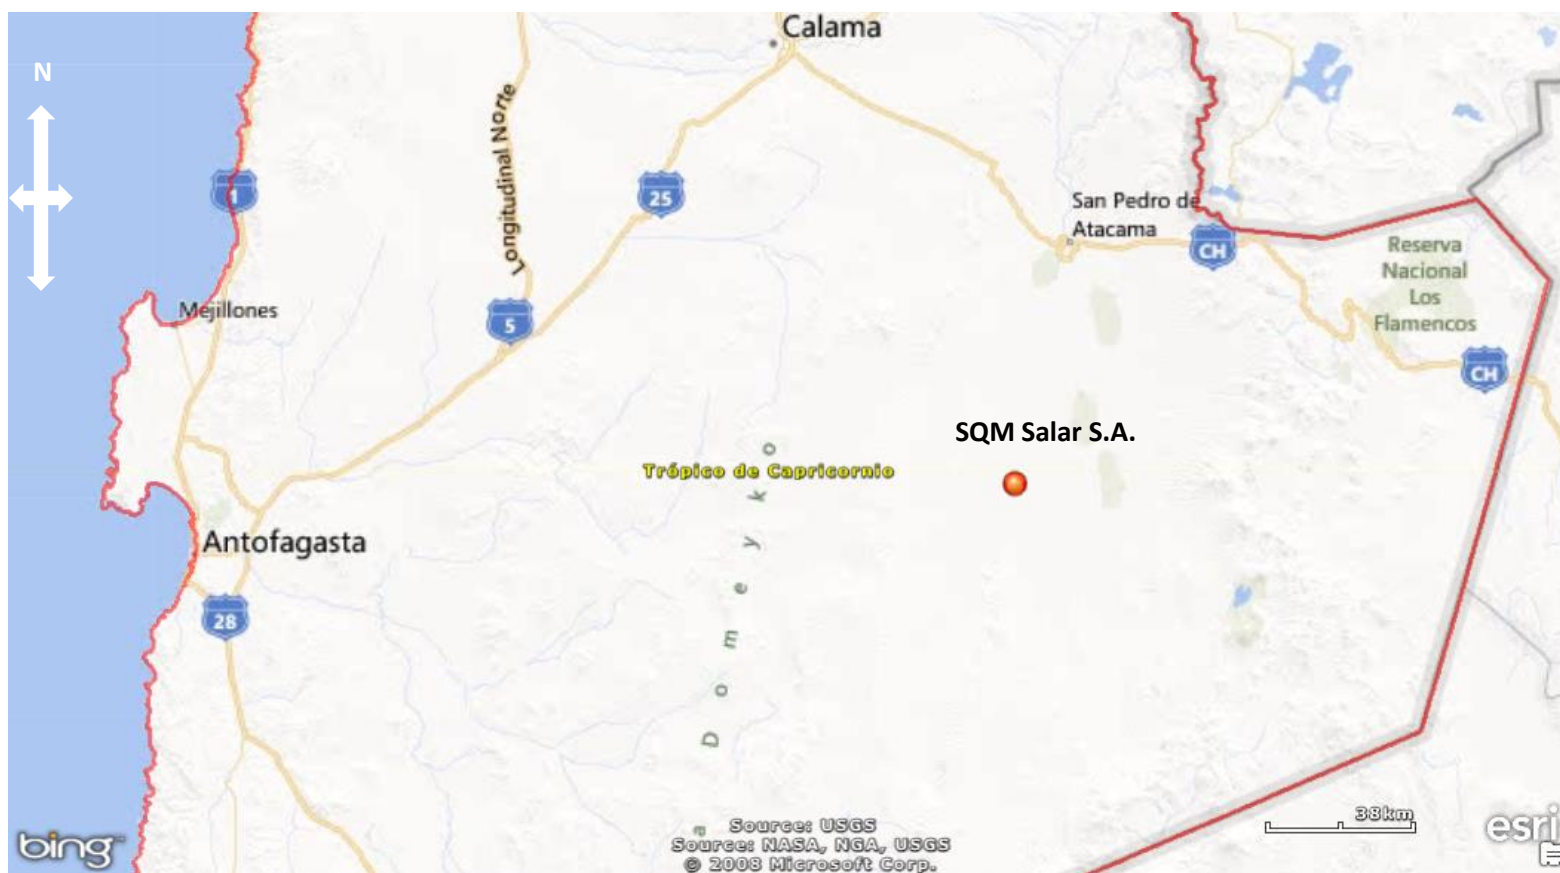 Calama
N
Longitudinal Norte
1
25
San Pedro de
Atacama
CH
Reserva
Nacional
Los
Flamencos
Mejillones
5
CH
SQM Salar S.A.
Trópico de Capricornio
Antofagasta
28
a Domeyko
38km
Source: USGS
Source: NASA, NGA, USGS
© 2008 Microsoft Corp.
bing™
esri